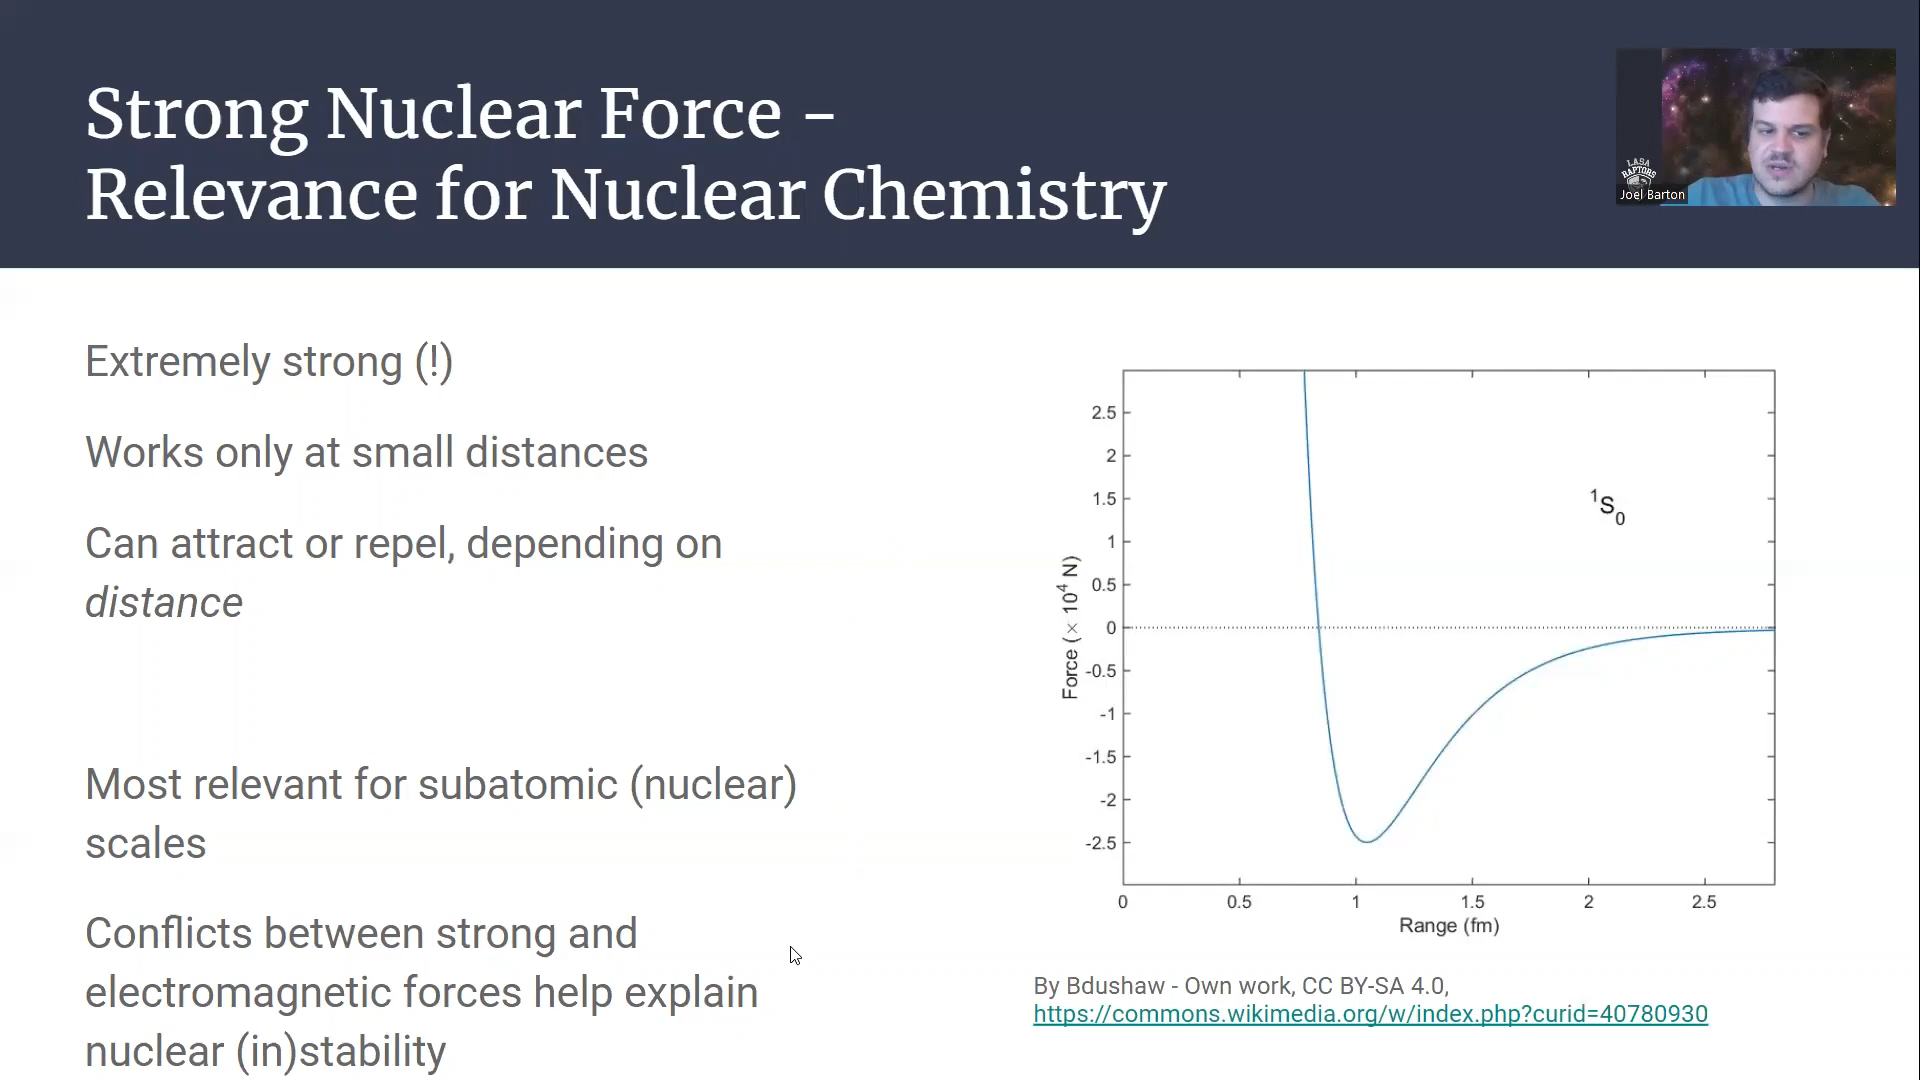 Strong Nuclear Force -
Relevance for Nuclear Chemistry
LASA
RAPTORS
Joel Barton
Extremely strong (!)
Works only at small distances
Can attract or repel, depending on
distance
Most relevant for subatomic (nuclear)
scales
Conflicts between strong and
electromagnetic forces help explain
nuclear (in)stability
2.5
2
1.5
1
0.5
0
-0.5
-1
-1.5
-2
-2.5
Force (× 10⁴ N)
¹S₀
0 0.5 1 1.5 2 2.5
Range (fm)
By Bdushaw - Own work, CC BY-SA 4.0,
https://commons.wikimedia.org/w/index.php?curid=40780930